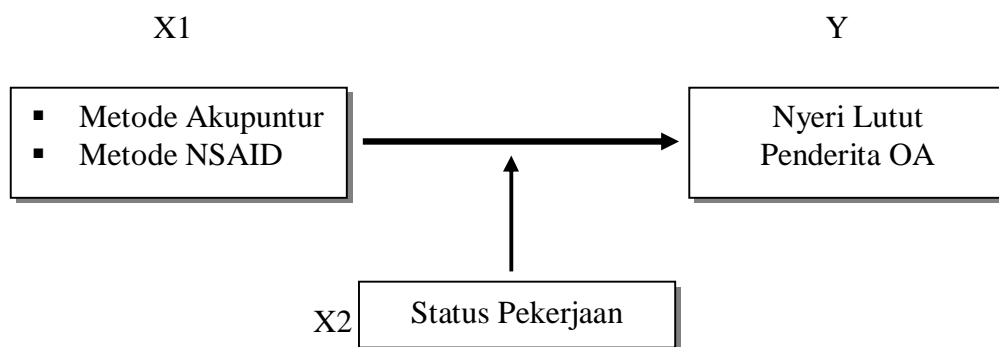 X1
Y
▪ Metode Akupuntur
▪ Metode NSAID
Nyeri Lutut
Penderita OA
X2
Status Pekerjaan